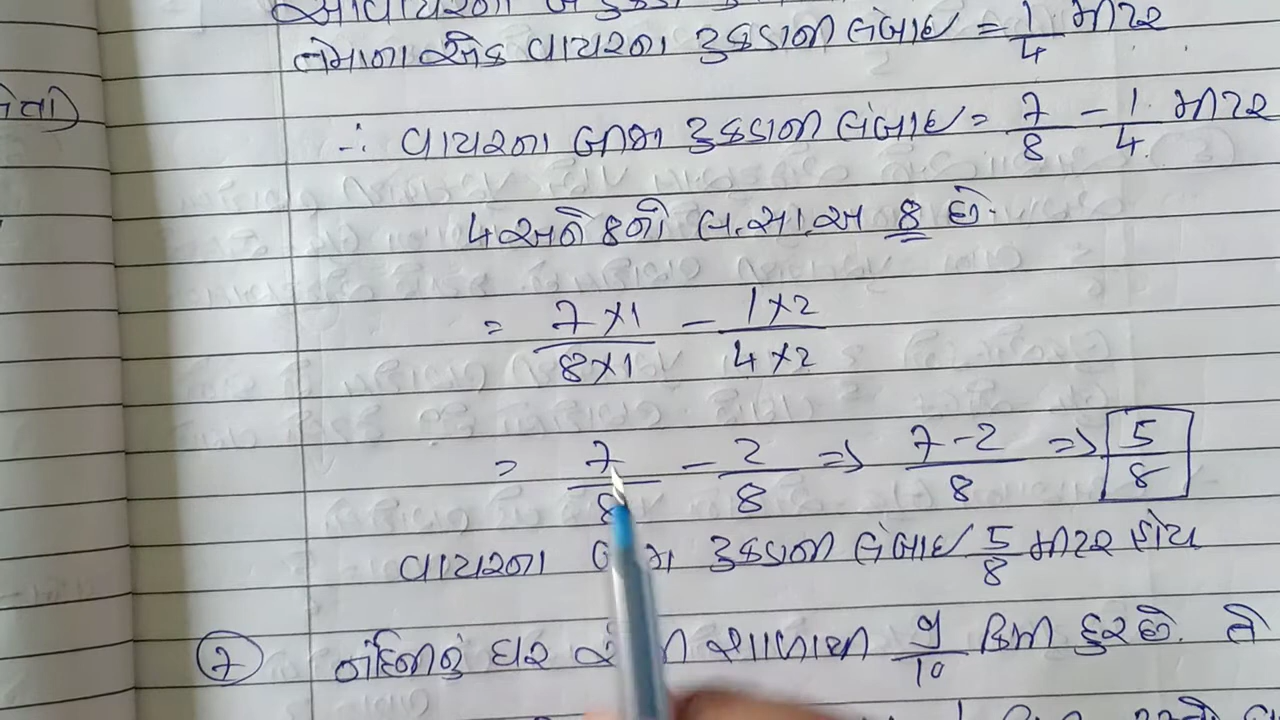 તેમાના એક વાયરના ટુકડાની લંબાઇ = 1/4 મીટર
∴ વાયરના બીજા ટુકડાની લંબાઇ = 7/8 - 1/4 મીટર
4 અને 8નો લ.સા.અ 8 છે.
= 7×1/8×1 - 1×2/4×2
= 7/8 - 2/8 ⇒ 7-2/8 ⇒ 5/8
વાયરના ટુકડાની લંબાઇ 5/8 મીટર હોય
7 નંદિનીનું ઘર શાળાથી 9/10 કિમી દુર છે. તે